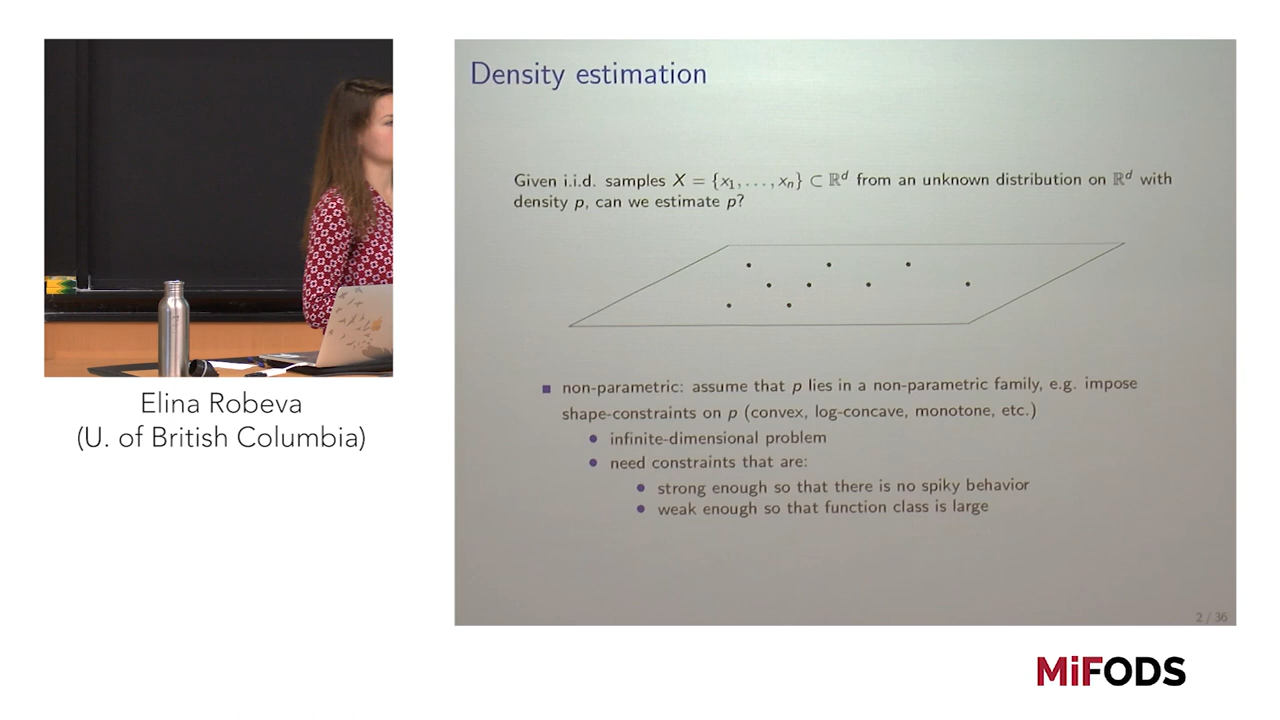 Density estimation
Given i.i.d. samples X = {x₁, . . . , xₙ} ⊂ ℝᵈ from an unknown distribution on ℝᵈ with
density p, can we estimate p?
non-parametric: assume that p lies in a non-parametric family, e.g. impose
shape-constraints on p (convex, log-concave, monotone, etc.)
infinite-dimensional problem
need constraints that are:
strong enough so that there is no spiky behavior
weak enough so that function class is large
2 / 36
Elina Robeva
(U. of British Columbia)
MiFODS